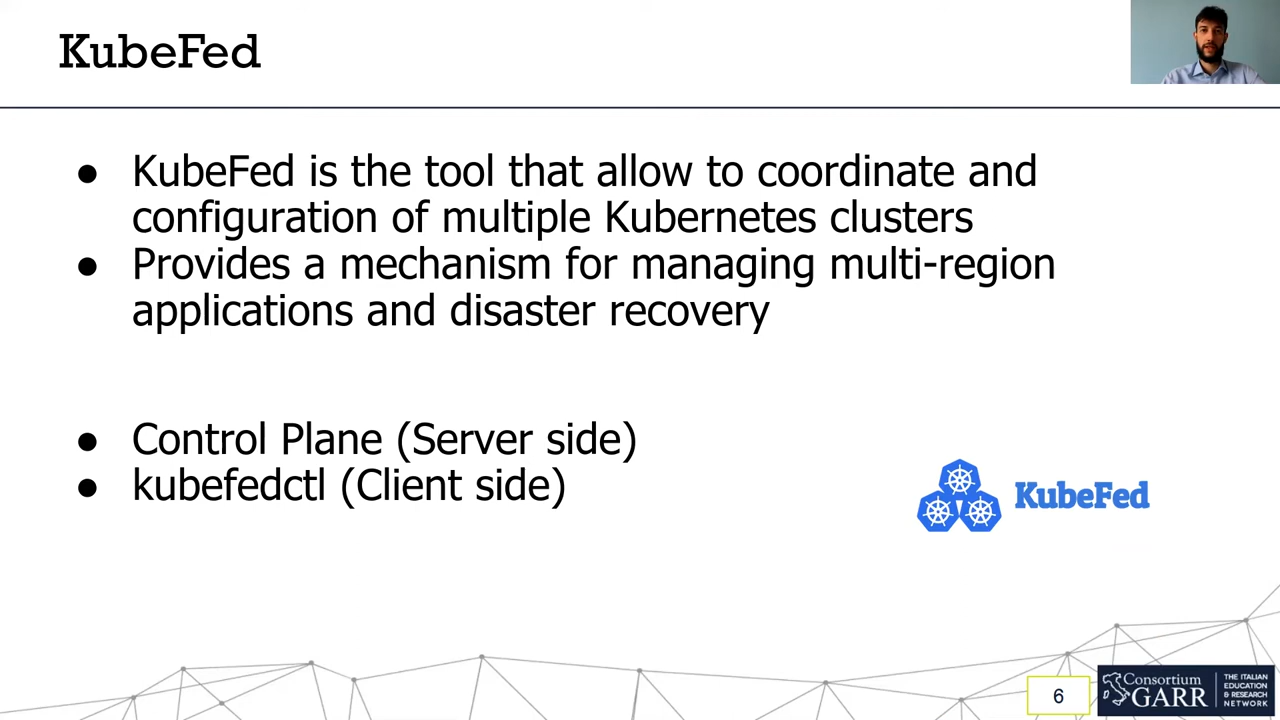 KubeFed
● KubeFed is the tool that allow to coordinate and
configuration of multiple Kubernetes clusters
● Provides a mechanism for managing multi-region
applications and disaster recovery
● Control Plane (Server side)
● kubefedctl (Client side)
KubeFed
6
Consortium
GARR
THE ITALIAN
EDUCATION
& RESEARCH
NETWORK